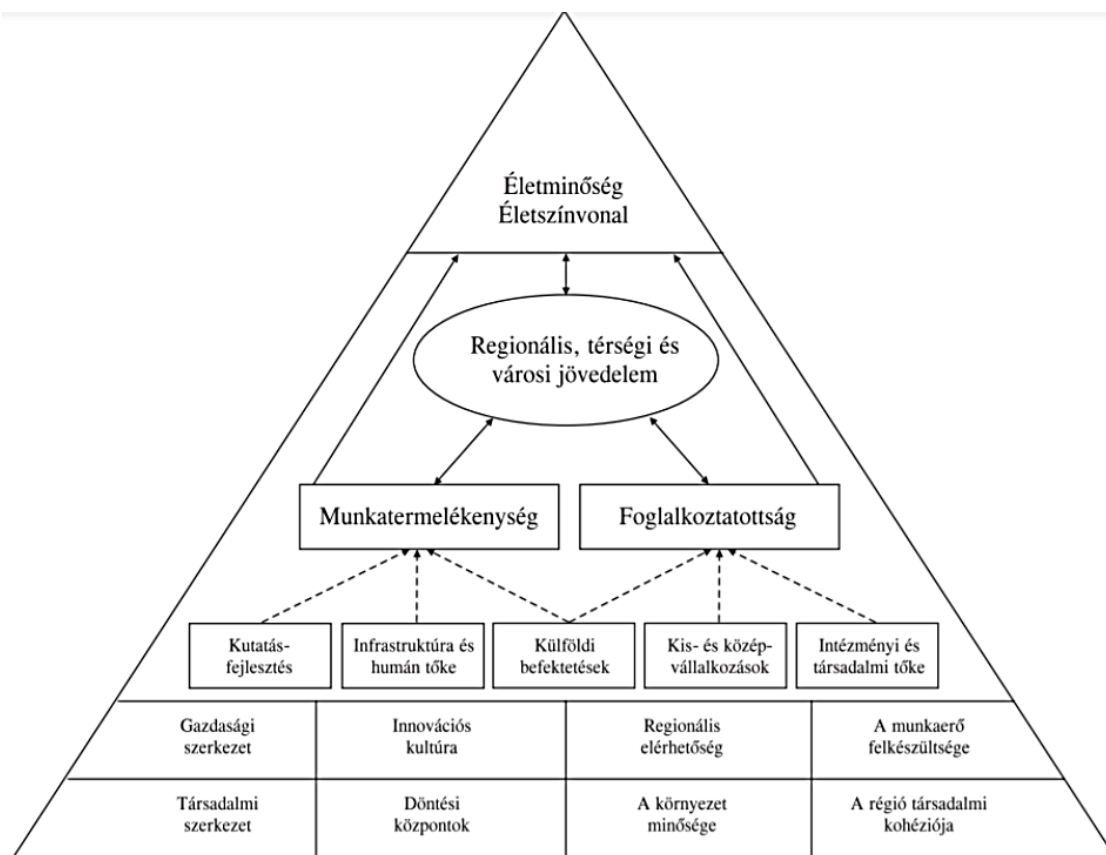 Életminőség
Életszínvonal
Regionális, térségi és
városi jövedelem
Munkatermelékenység
Foglalkoztatottság
Kutatás-
fejlesztés
Infrastruktúra és
humán tőke
Külföldi
befektetések
Kis- és közép-
vállalkozások
Intézményi és
társadalmi tőke
Gazdasági
szerkezet
Innovációs
kultúra
Regionális
elérhetőség
A munkaerő
felkészültsége
Társadalmi
szerkezet
Döntési
központok
A környezet
minősége
A régió társadalmi
kohéziója